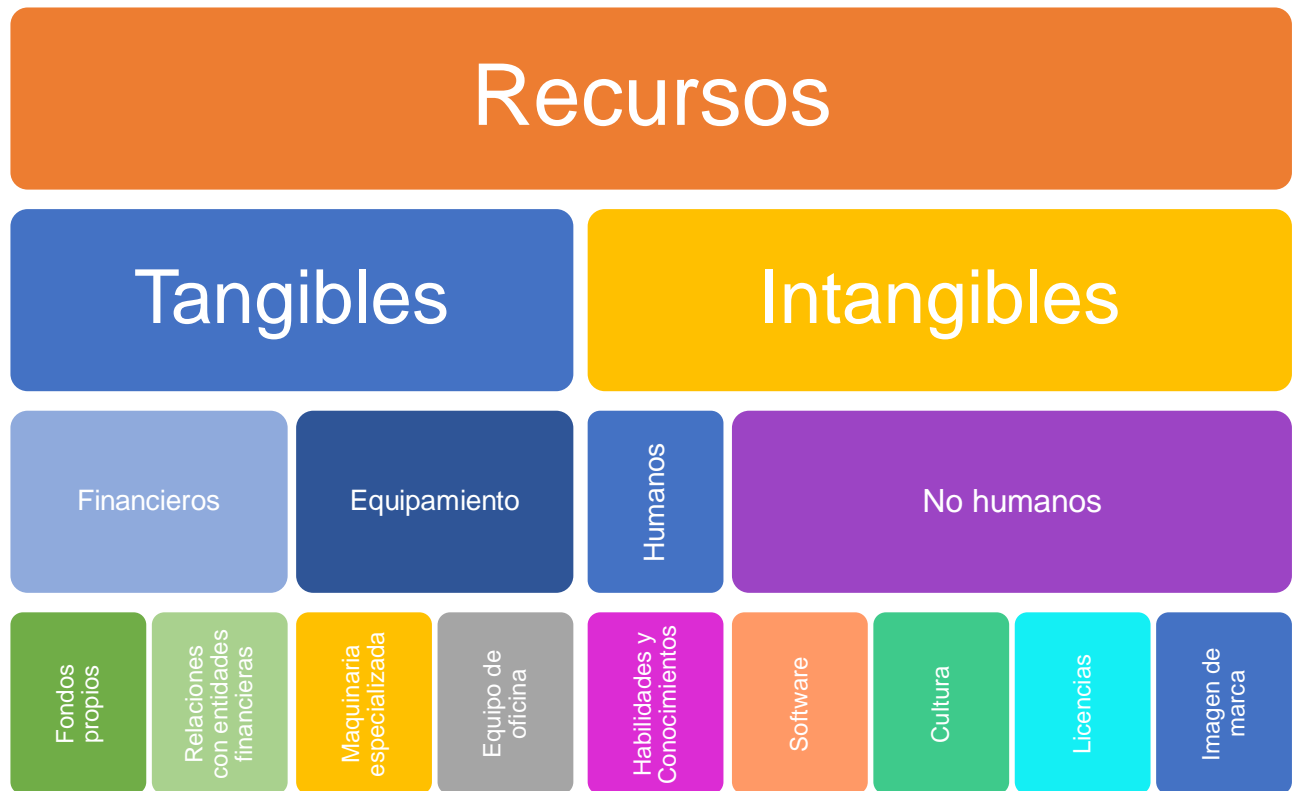 Recursos
Tangibles
Intangibles
Financieros
Equipamiento
Humanos
No humanos
Fondos
propios
Relaciones
con entidades
financieras
Maquinaria
especializada
Equipo de
oficina
Habilidades y
Conocimientos
Software
Cultura
Licencias
Imagen de
marca